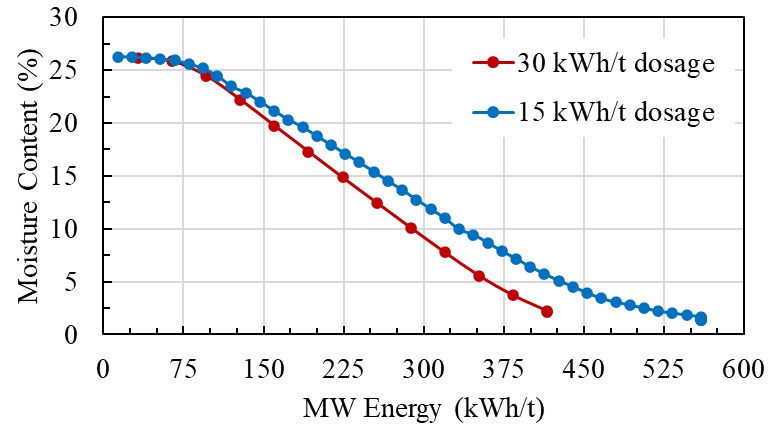 30
25
20
15
10
5
0
Moisture Content (%)
30 kWh/t dosage
15 kWh/t dosage
0 75 150 225 300 375 450 525 600
MW Energy (kWh/t)